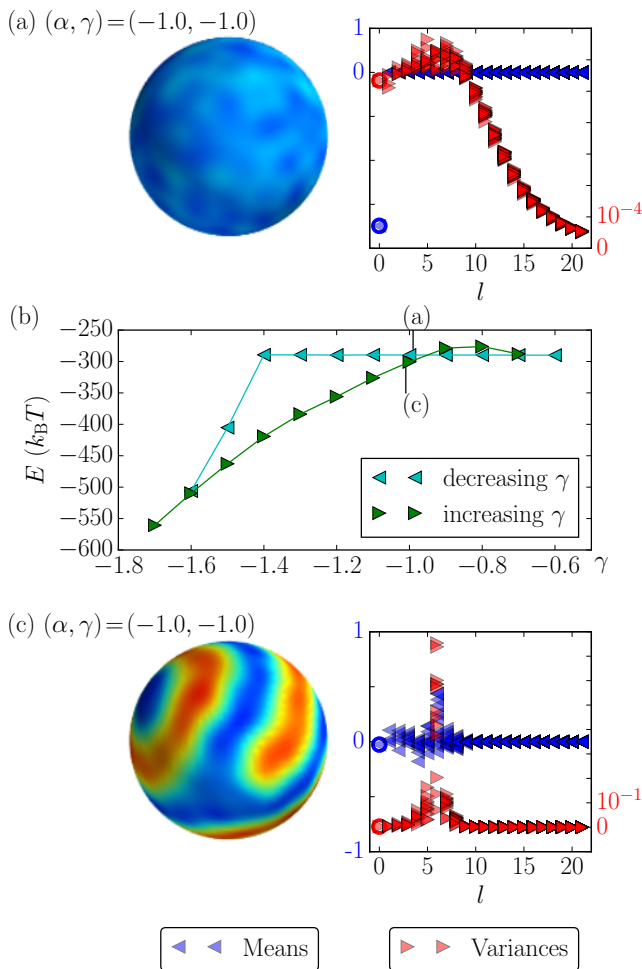 (a) (α, γ)=(−1.0, −1.0)
1
0
10⁻⁴
0
0 5 10 15 20
l
(b)
(a)
−250
−300
−350
−400
−450
−500
−550
−600
E (k_BT)
(c)
decreasing γ
increasing γ
−1.8 −1.6 −1.4 −1.2 −1.0 −0.8 −0.6 γ
(c) (α, γ)=(−1.0, −1.0)
1
0
-1
10⁻¹
0
0 5 10 15 20
l
Means
Variances